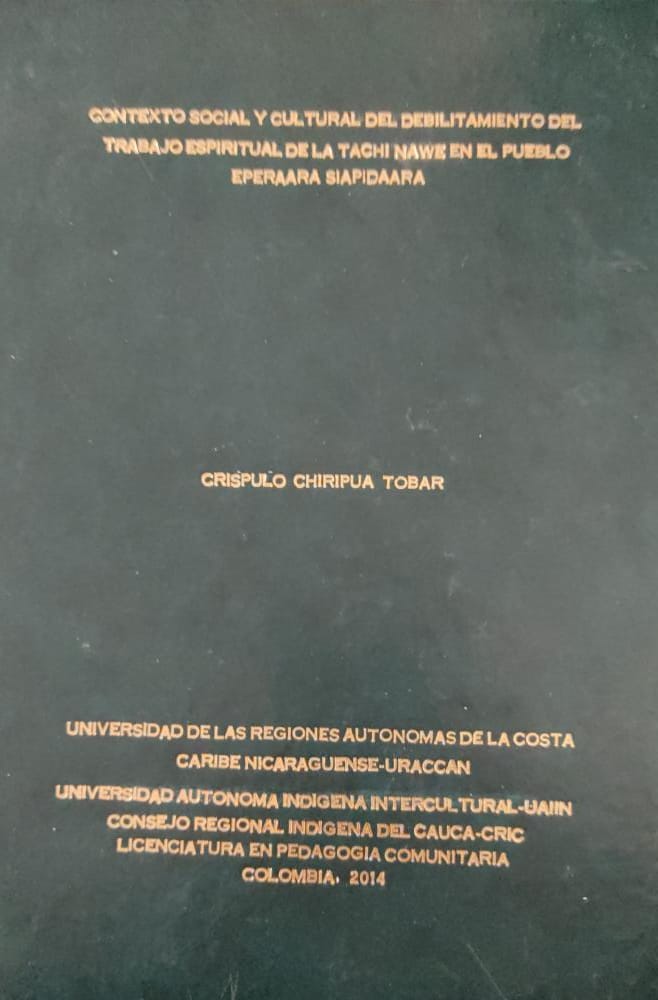 CONTEXTO SOCIAL Y CULTURAL DEL DEBILITAMIENTO DEL
TRABAJO ESPIRITUAL DE LA TACHI NAWE EN EL PUEBLO
EPERAARA SIAPIDAARA
CRISPULO CHIRIPUA TOBAR
UNIVERSIDAD DE LAS REGIONES AUTONOMAS DE LA COSTA
CARIBE NICARAGUENSE-URACCAN
UNIVERSIDAD AUTONOMA INDIGENA INTERCULTURAL-UAIIN
CONSEJO REGIONAL INDIGENA DEL CAUCA-CRIC
LICENCIATURA EN PEDAGOGIA COMUNITARIA
COLOMBIA, 2014